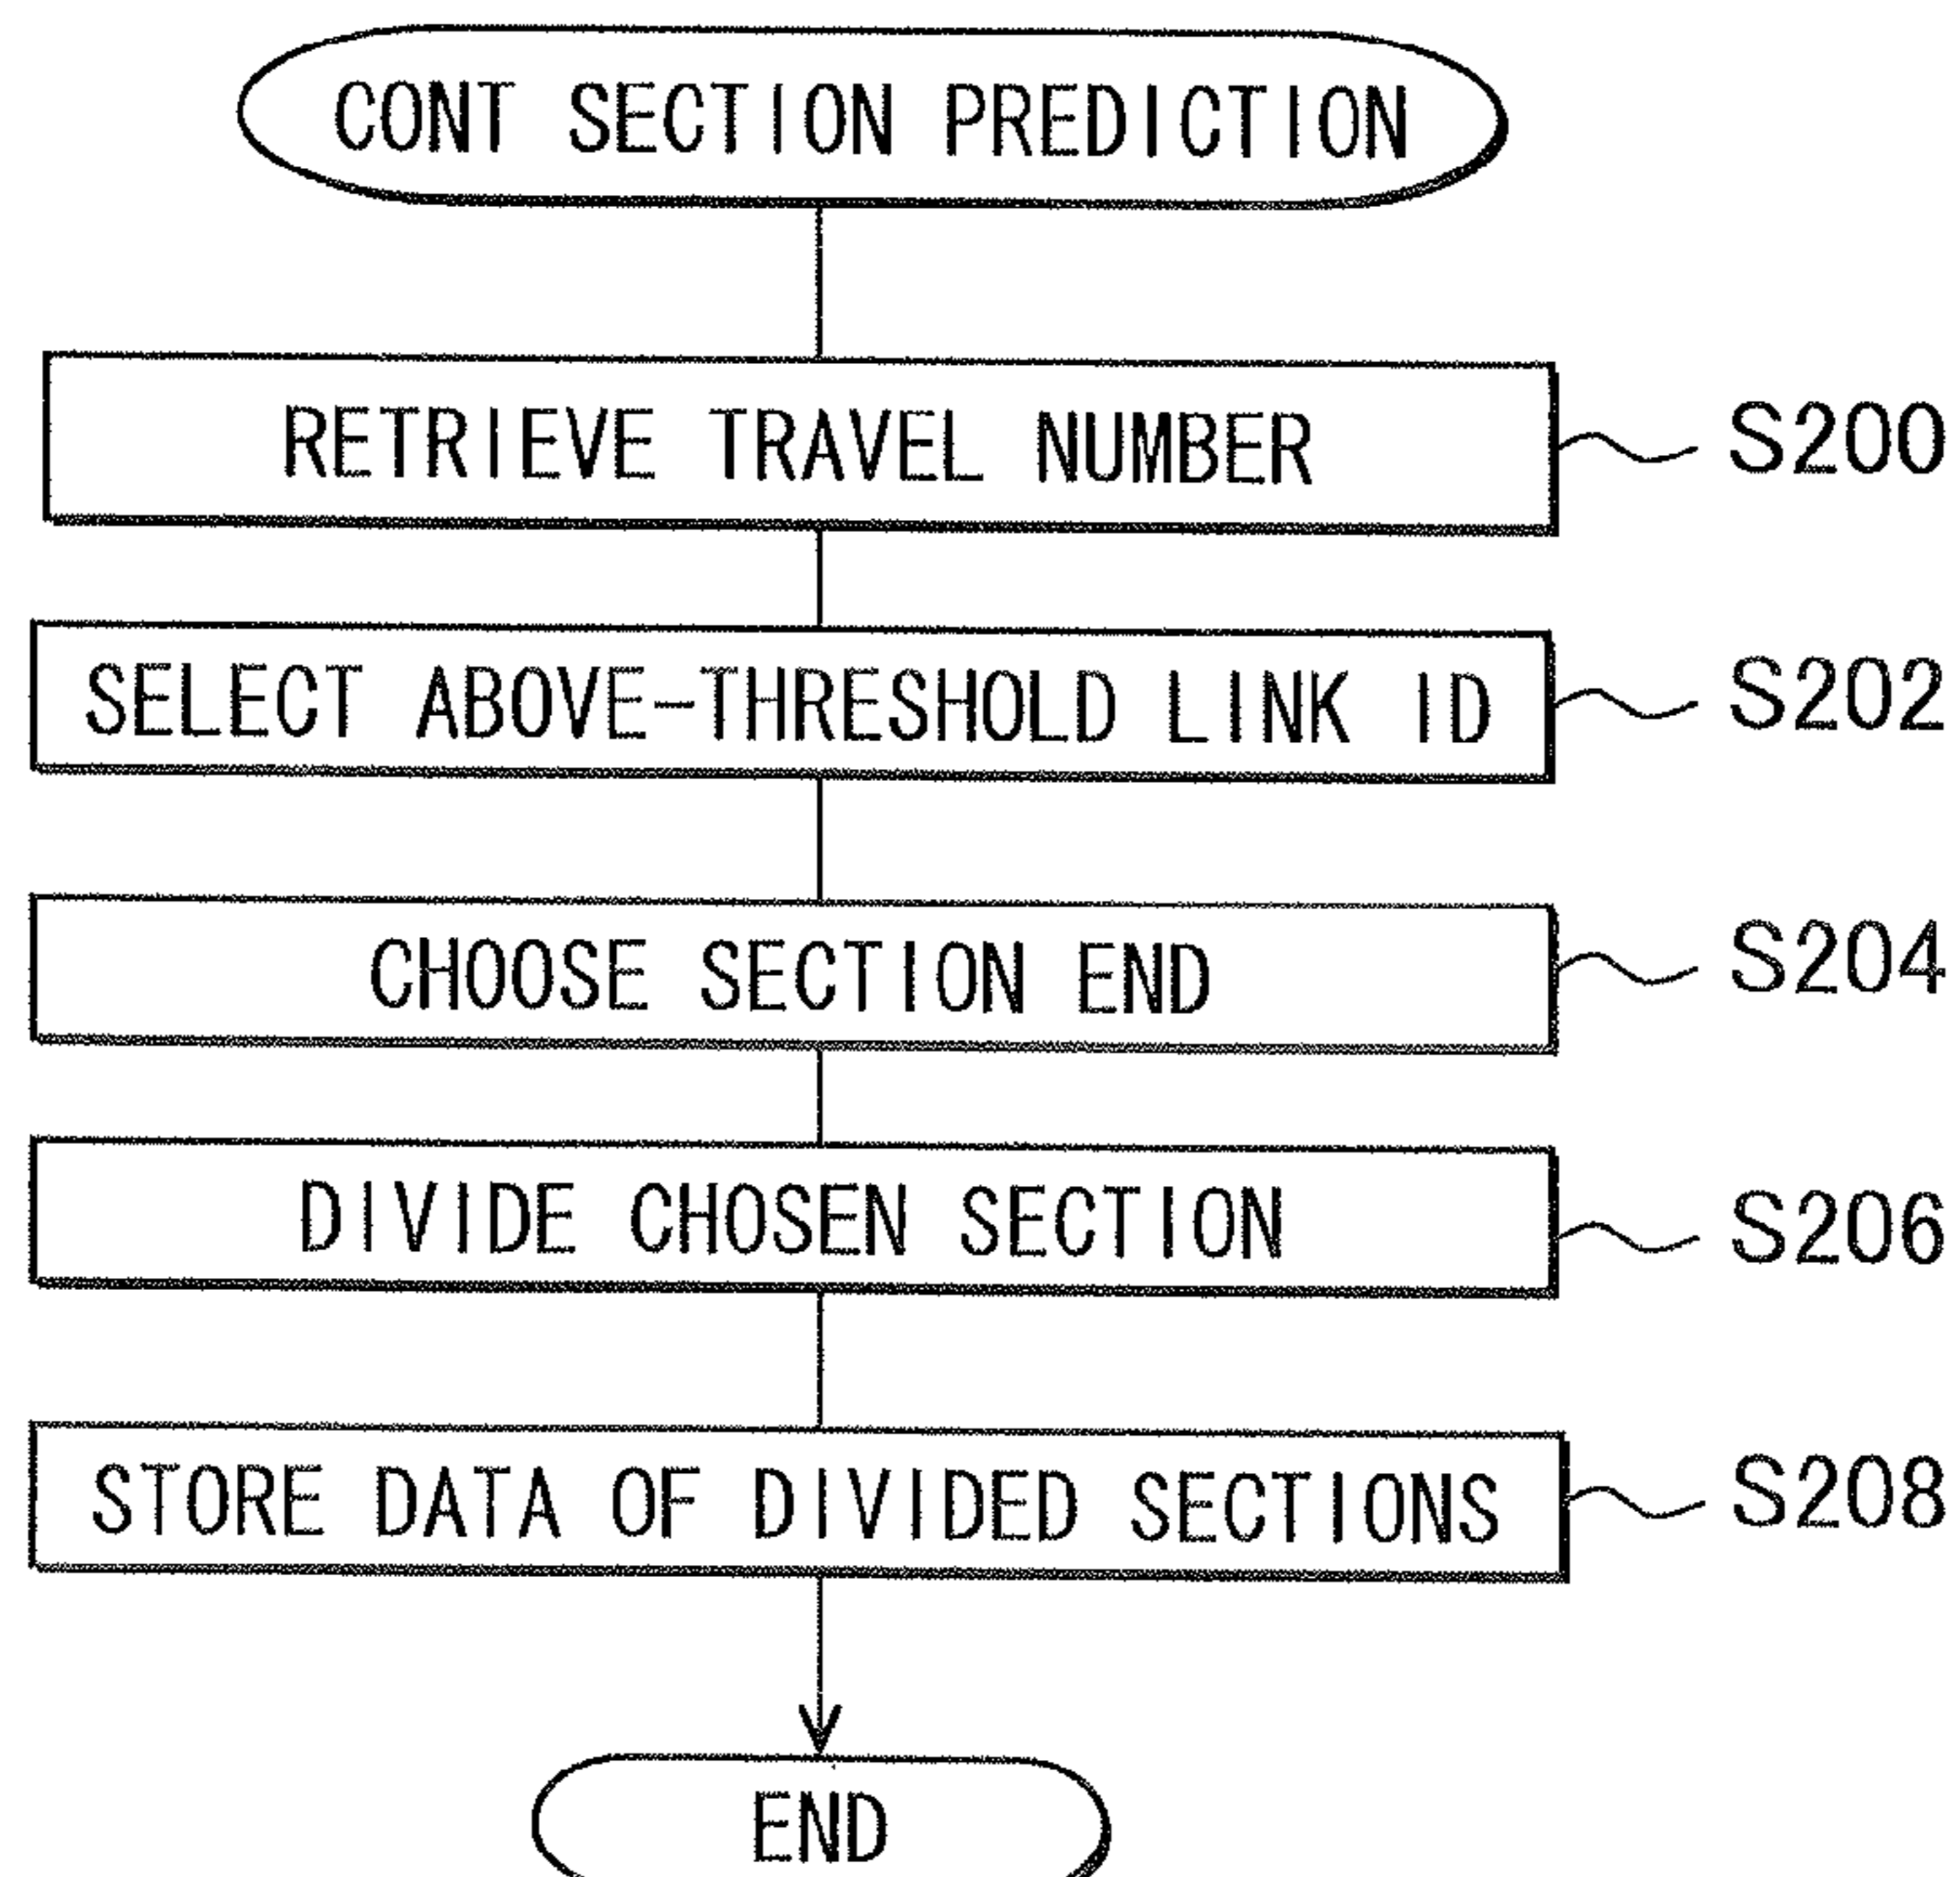 CONT SECTION PREDICTION
RETRIEVE TRAVEL NUMBER S200
SELECT ABOVE-THRESHOLD LINK ID S202
CHOOSE SECTION END S204
DIVIDE CHOSEN SECTION S206
STORE DATA OF DIVIDED SECTIONS S208
END